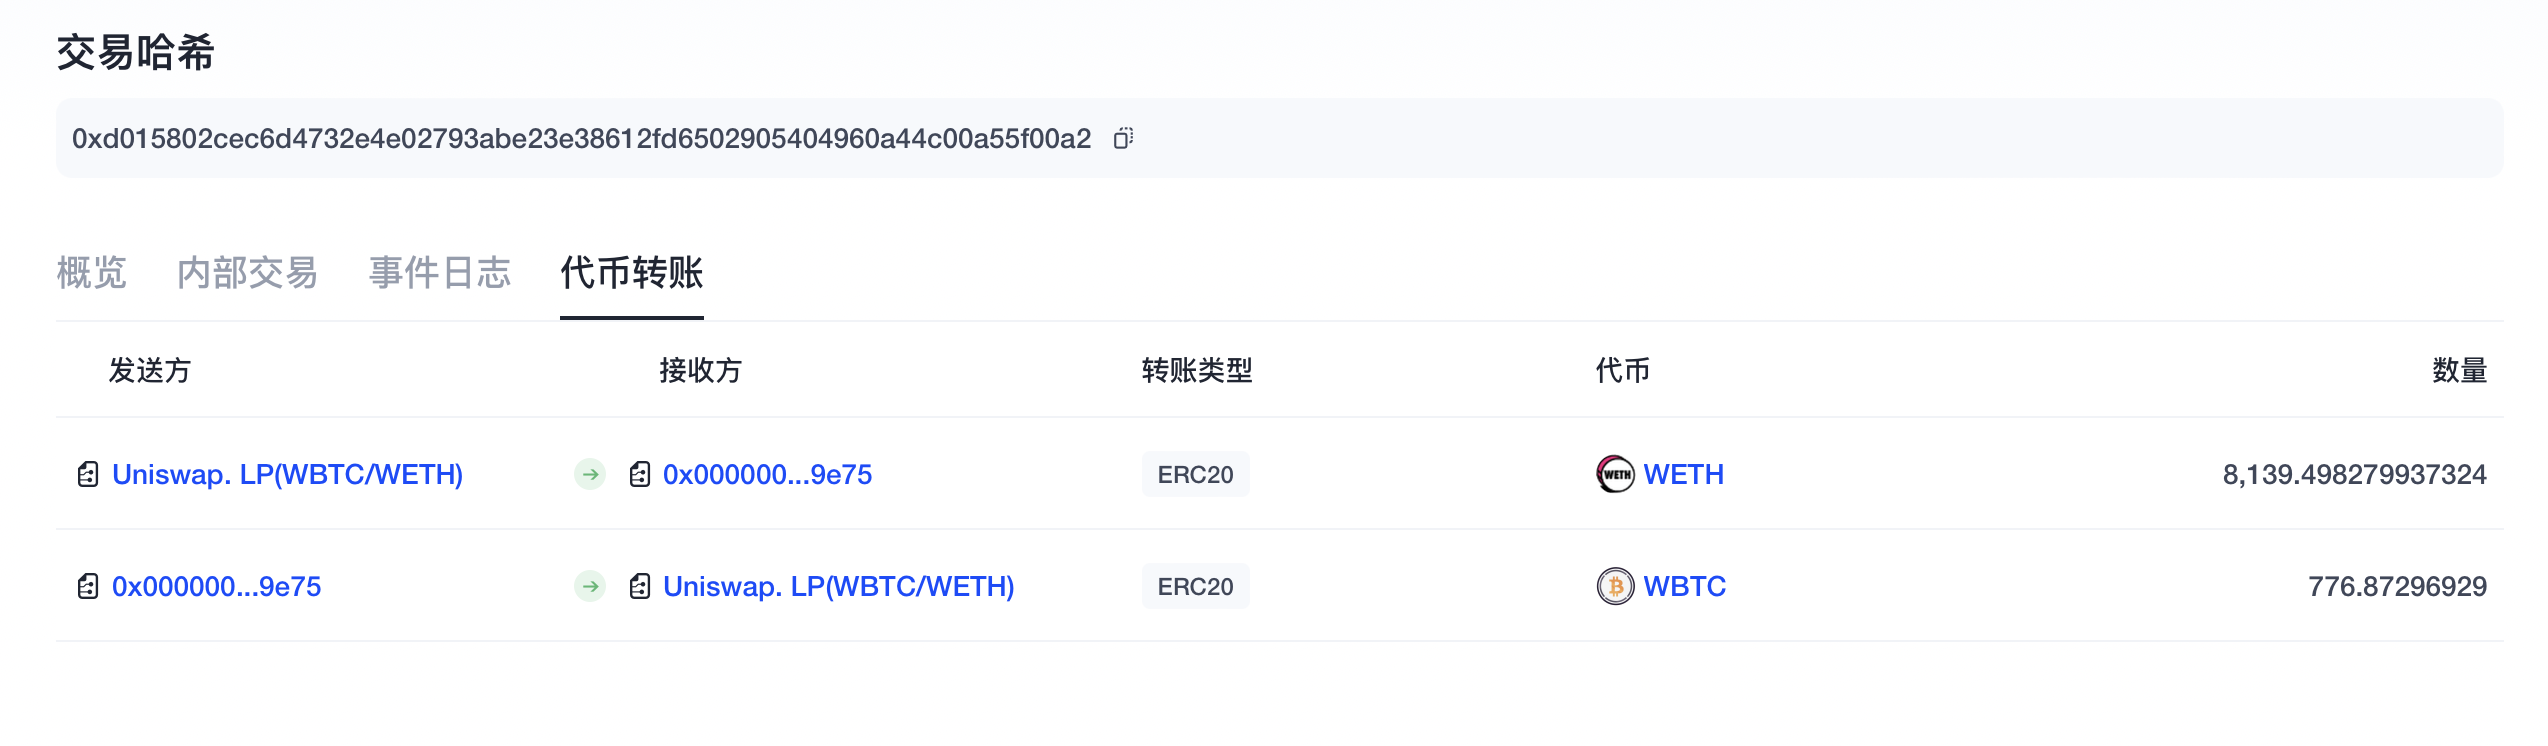 交易哈希
0xd015802cec6d4732e4e02793abe23e38612fd6502905404960a44c00a55f00a2
概览 内部交易 事件日志 代币转账
发送方 接收方 转账类型 代币 数量
Uniswap. LP(WBTC/WETH) 0x000000...9e75 ERC20 WETH WETH 8,139.498279937324
0x000000...9e75 Uniswap. LP(WBTC/WETH) ERC20 WBTC 776.87296929